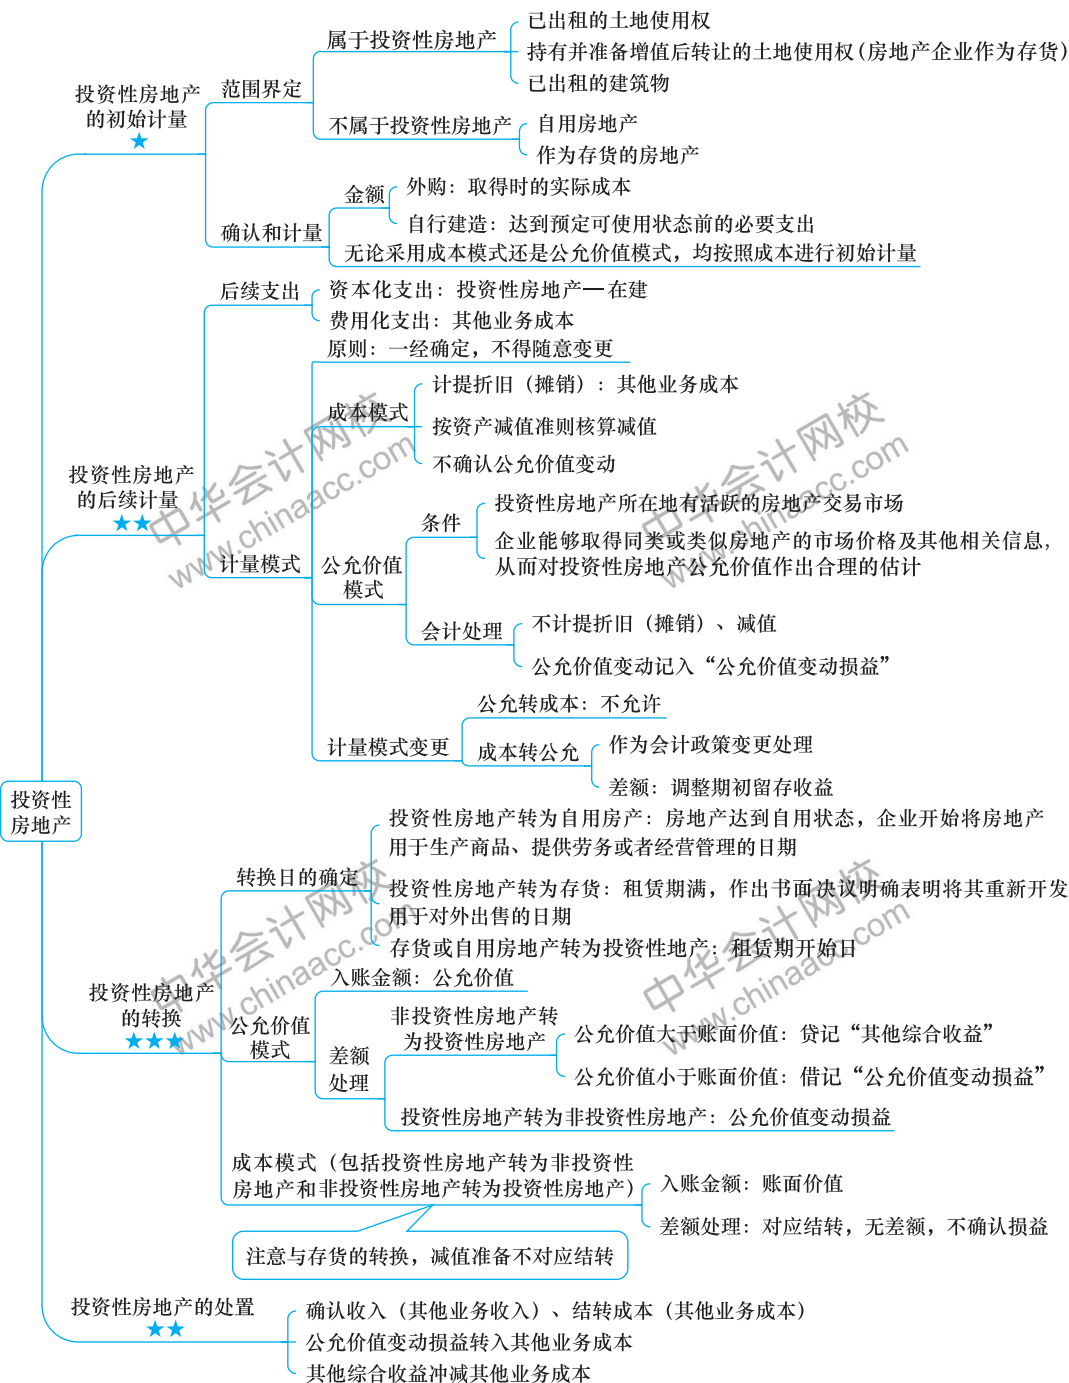 投资性房地产
投资性房地产的初始计量
★
范围界定
属于投资性房地产
已出租的土地使用权
持有并准备增值后转让的土地使用权(房地产企业作为存货)
已出租的建筑物
不属于投资性房地产
自用房地产
作为存货的房地产
确认和计量
金额
外购：取得时的实际成本
自行建造：达到预定可使用状态前的必要支出
无论采用成本模式还是公允价值模式，均按照成本进行初始计量
投资性房地产
的后续计量
★★
后续支出
资本化支出：投资性房地产—在建
费用化支出：其他业务成本
计量模式
原则：一经确定，不得随意变更
成本模式
计提折旧（摊销）：其他业务成本
按资产减值准则核算减值
不确认公允价值变动
公允价值
模式
条件
投资性房地产所在地有活跃的房地产交易市场
企业能够取得同类或类似房地产的市场价格及其他相关信息，
从而对投资性房地产公允价值作出合理的估计
会计处理
不计提折旧（摊销）、减值
公允价值变动记入“公允价值变动损益”
计量模式变更
公允转成本：不允许
成本转公允
作为会计政策变更处理
差额：调整期初留存收益
投资性房地产
的转换
★★★
转换日的确定
投资性房地产转为自用房产：房地产达到自用状态，企业开始将房地产
用于生产商品、提供劳务或者经营管理的日期
投资性房地产转为存货：租赁期满，作出书面决议明确表明将其重新开发
用于对外出售的日期
存货或自用房地产转为投资性地产：租赁期开始日
公允价值
模式
入账金额：公允价值
差额
处理
非投资性房地产转
为投资性房地产
公允价值大于账面价值：贷记“其他综合收益”
公允价值小于账面价值：借记“公允价值变动损益”
投资性房地产转为非投资性房地产：公允价值变动损益
成本模式（包括投资性房地产转为非投资性
房地产和非投资性房地产转为投资性房地产）
入账金额：账面价值
差额处理：对应结转，无差额，不确认损益
注意与存货的转换，减值准备不对应结转
投资性房地产的处置
★★
确认收入（其他业务收入）、结转成本（其他业务成本）
公允价值变动损益转入其他业务成本
其他综合收益冲减其他业务成本
中华会计网校
www.chinaacc.com
中华会计网校
www.chinaacc.com
中华会计网校
www.chinaacc.com
中华会计网校
www.chinaacc.com